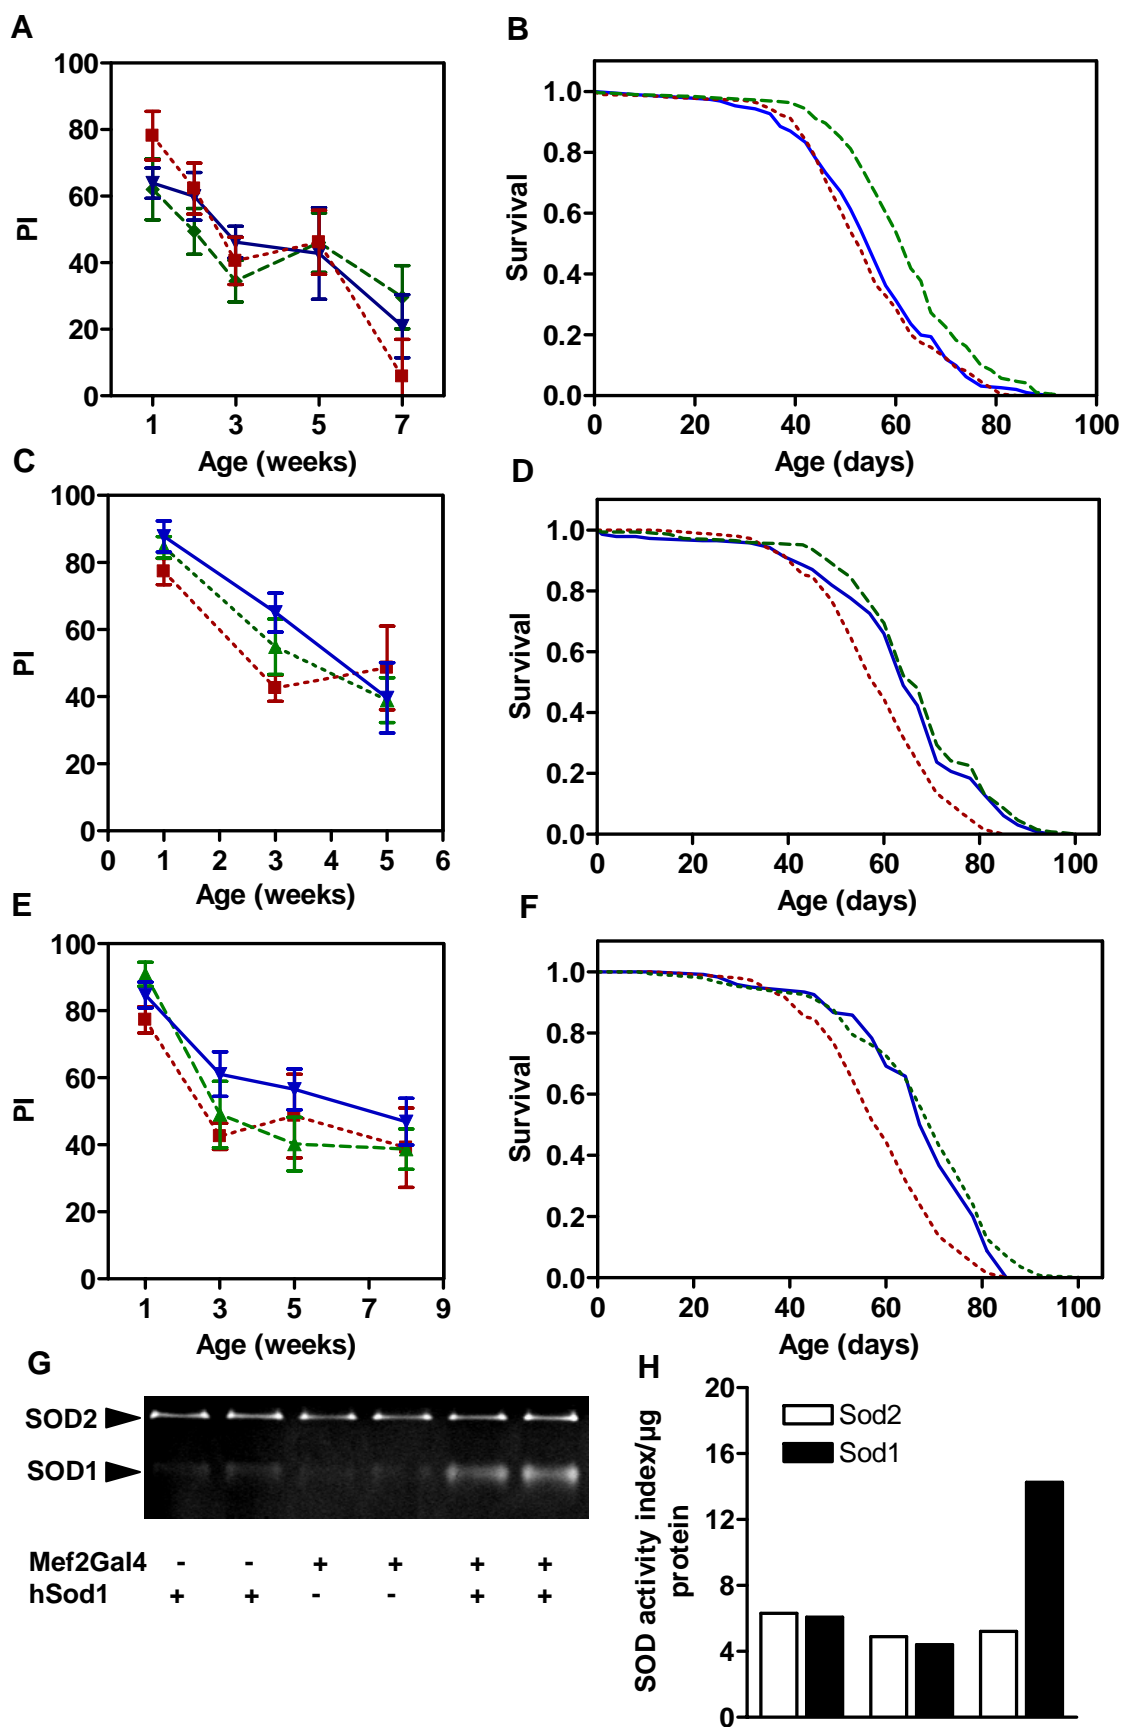 A
100
80
60
40
20
0
PI
1 3 5 7
Age (weeks)
B
1.0
0.8
0.6
0.4
0.2
0.0
Survival
0 20 40 60 80 100
Age (days)
C
100
80
60
40
20
0
PI
0 1 2 3 4 5 6
Age (weeks)
D
1.0
0.8
0.6
0.4
0.2
0.0
Survival
0 20 40 60 80 100
Age (days)
E
100
80
60
40
20
0
PI
1 3 5 7 9
Age (weeks)
F
1.0
0.8
0.6
0.4
0.2
0.0
Survival
0 20 40 60 80 100
Age (days)
G
SOD2
SOD1
Mef2Gal4 - - + + + +
hSod1 + + - - + +
H
20
16
12
8
4
0
SOD activity index/µg
protein
Sod2
Sod1